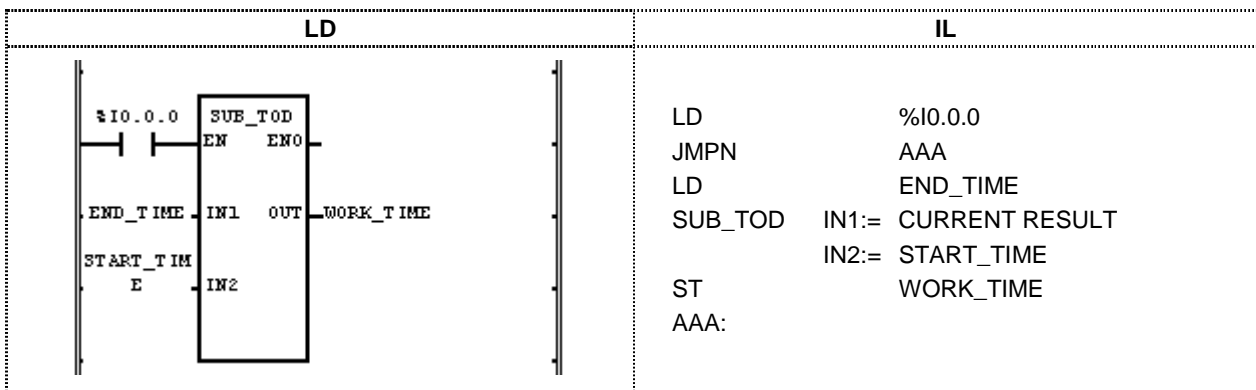 LD
IL
%I0.0.0
SUB_TOD
EN ENO
END_TIME IN1 OUT WORK_TIME
START_TIM
E IN2
LD %I0.0.0
JMPN AAA
LD END_TIME
SUB_TOD IN1:= CURRENT RESULT
IN2:= START_TIME
ST WORK_TIME
AAA: